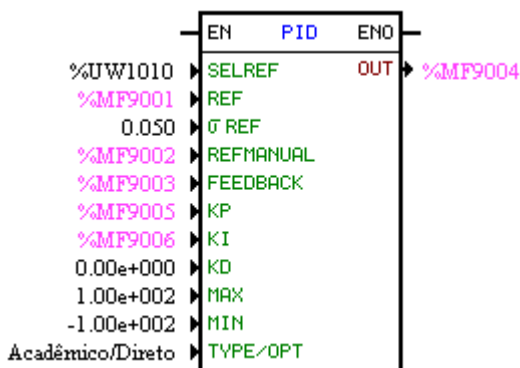 EN PID ENO
%UW1010 SELREF OUT %MF9004
%MF9001 REF
0.050 σ REF
%MF9002 REFMANUAL
%MF9003 FEEDBACK
%MF9005 KP
%MF9006 KI
0.00e+000 KD
1.00e+002 MAX
-1.00e+002 MIN
Acadêmico/Direto TYPE/OPT